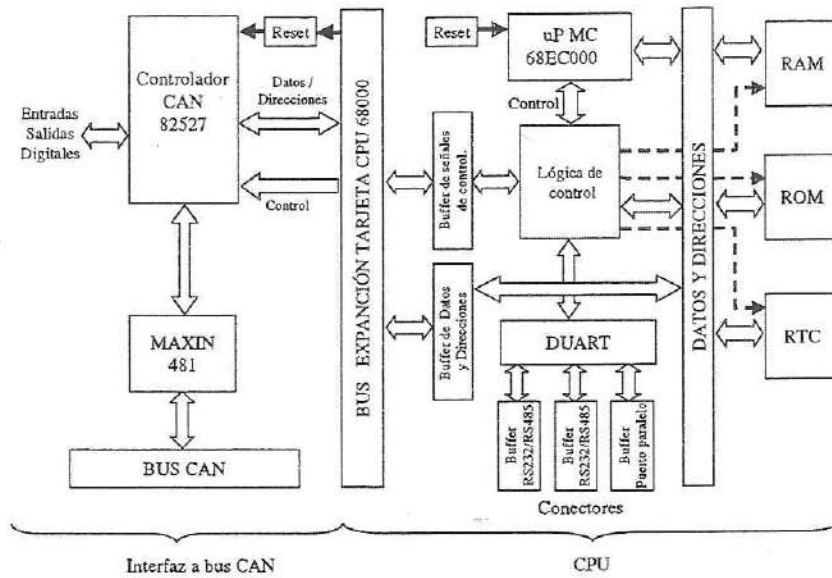 Reset
Controlador
CAN
82527
Datos /
Direcciones
Entradas
Salidas
Digitales
Control
MAXIN
481
BUS CAN
BUS EXPANCIÓN TARJETA CPU 68000
Reset
uP MC
68EC000
Control
Buffer de señales
de control.
Lógica de
control
Buffer de Datos
y Direcciones
DUART
Buffer
RS232/RS485
Buffer
RS232/RS485
Buffer
Puerto paralelo
Conectores
DATOS Y DIRECCIONES
RAM
ROM
RTC
Interfaz a bus CAN
CPU